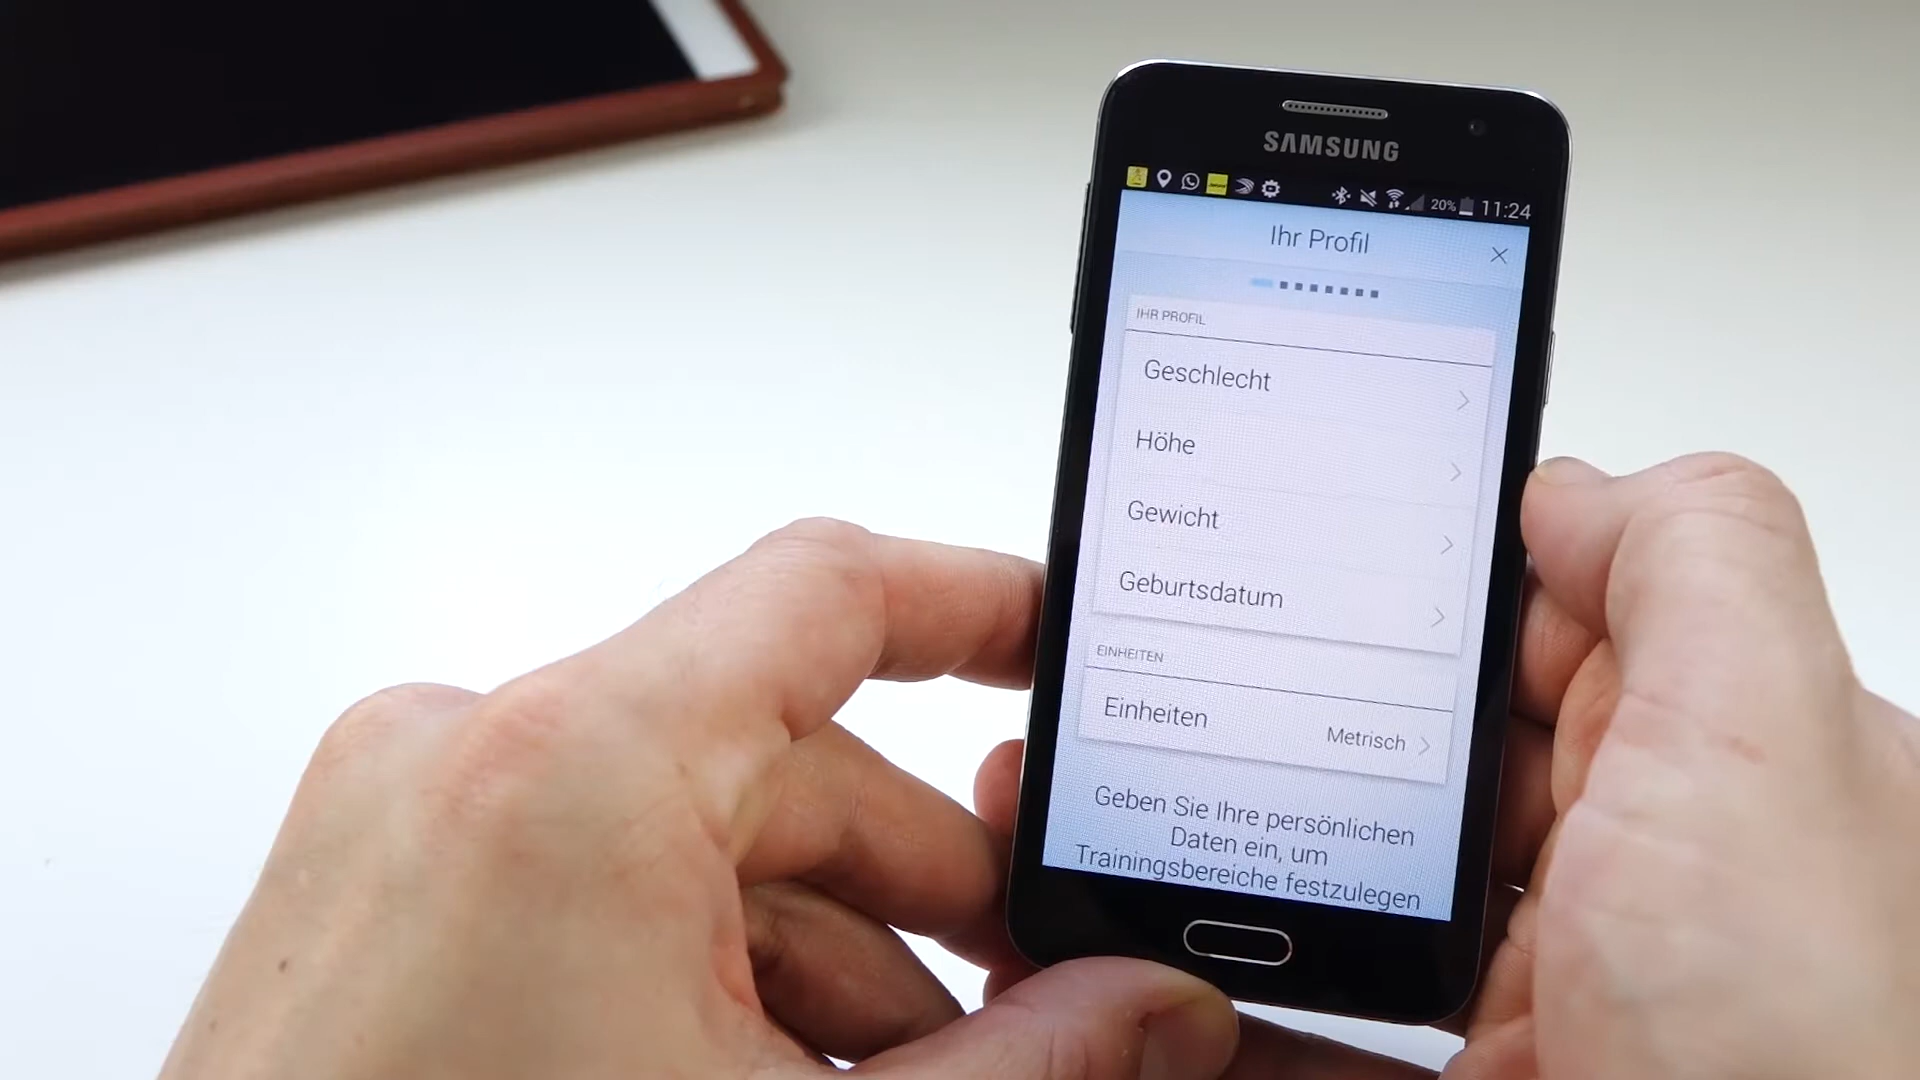 SAMSUNG
20% 11:24
Ihr Profil
IHR PROFIL
Geschlecht
Höhe
Gewicht
Geburtsdatum
EINHEITEN
Einheiten Metrisch
Geben Sie Ihre persönlichen
Daten ein, um
Trainingsbereiche festzulegen